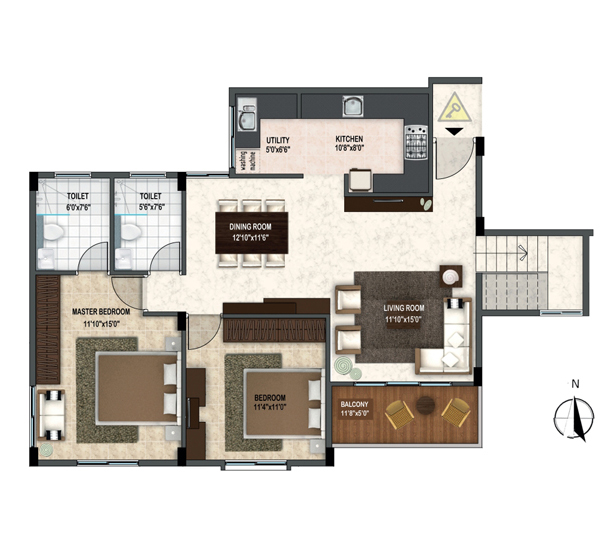 UTILITY
5'0'x6'6"
KITCHEN
10'8"x8'0"
washing
machine
TOILET
6'0'x7'6"
TOILET
5'6"x7'6"
DINING ROOM
12'10"x11'6"
MASTER BEDROOM
11'10"x15'0"
LIVING ROOM
11'10"x15'0"
BEDROOM
11'4"x11'0"
BALCONY
11'8"x5'0"
N